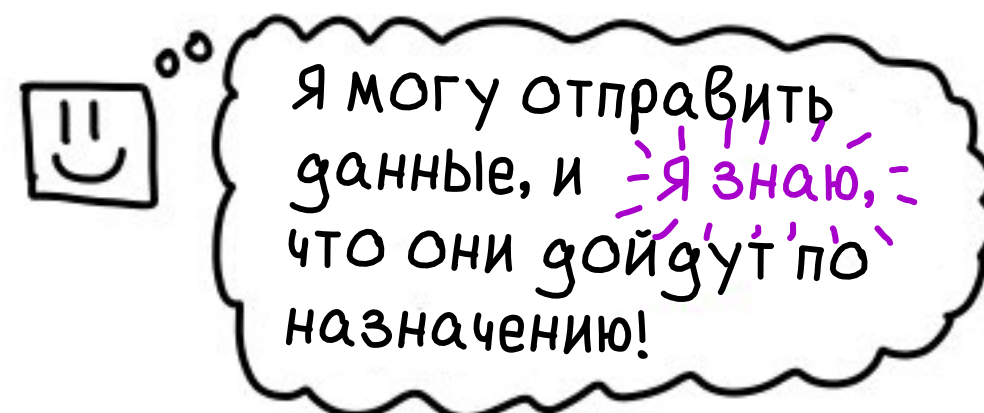 Я могу отправить
данные, и Я знаю,
что они дойдут по
назначению!